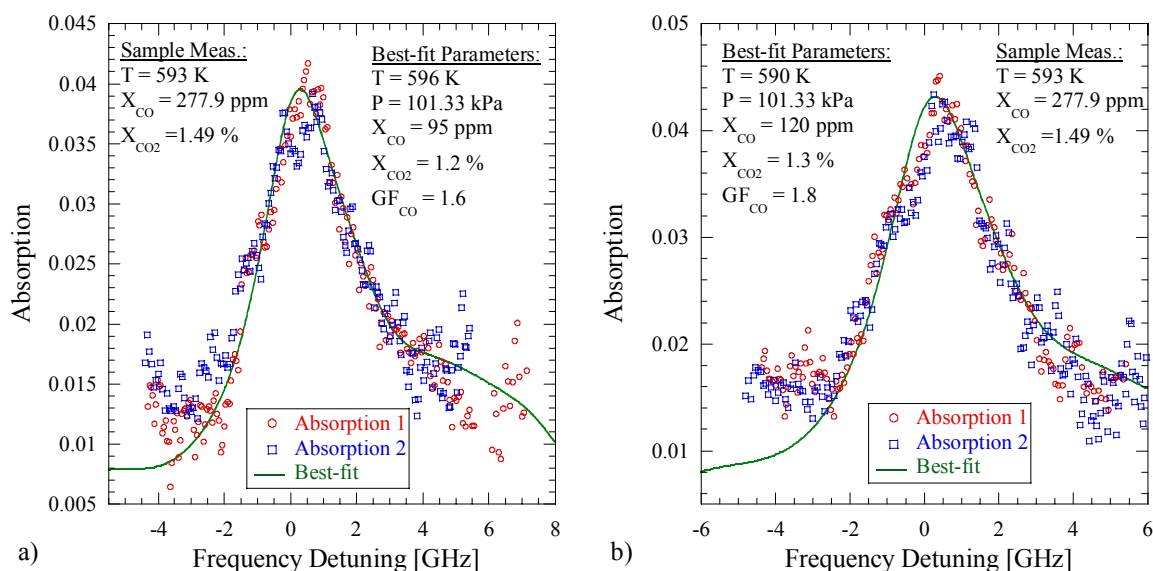 0.045
0.04
0.035
0.03
0.025
0.02
0.015
0.01
0.005
Absorption
Sample Meas.:
T = 593 K
X_CO = 277.9 ppm
X_CO2 =1.49 %
Best-fit Parameters:
T = 596 K
P = 101.33 kPa
X_CO = 95 ppm
X_CO2 = 1.2 %
GF_CO = 1.6
Absorption 1
Absorption 2
Best-fit
-4 -2 0 2 4 6 8
Frequency Detuning [GHz]
a)
0.05
0.04
0.03
0.02
0.01
Absorption
Best-fit Parameters:
T = 590 K
P = 101.33 kPa
X_CO = 120 ppm
X_CO2 = 1.3 %
GF_CO = 1.8
Sample Meas.:
T = 593 K
X_CO = 277.9 ppm
X_CO2 =1.49 %
Absorption 1
Absorption 2
Best-fit
-6 -4 -2 0 2 4 6
Frequency Detuning [GHz]
b)